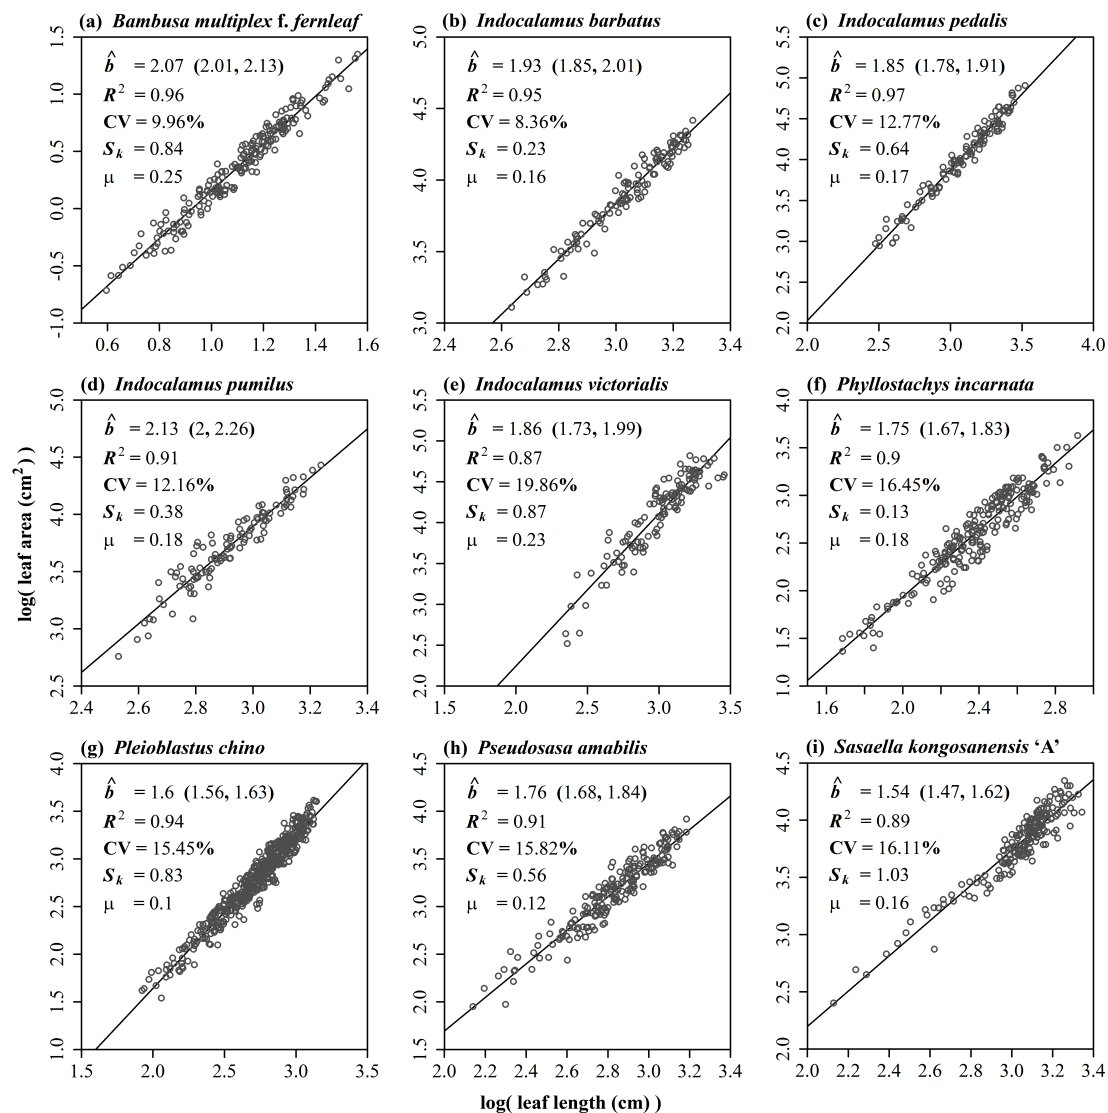 (a) Bambusa multiplex f. fernleaf
b̂ = 2.07 (2.01, 2.13)
R² = 0.96
CV = 9.96%
Sₖ = 0.84
μ = 0.25
1.5
1.0
0.5
0.0
-0.5
-1.0
0.6 0.8 1.0 1.2 1.4 1.6
(b) Indocalamus barbatus
b̂ = 1.93 (1.85, 2.01)
R² = 0.95
CV = 8.36%
Sₖ = 0.23
μ = 0.16
5.0
4.5
4.0
3.5
3.0
2.4 2.6 2.8 3.0 3.2 3.4
(c) Indocalamus pedalis
b̂ = 1.85 (1.78, 1.91)
R² = 0.97
CV = 12.77%
Sₖ = 0.64
μ = 0.17
5.5
5.0
4.5
4.0
3.5
3.0
2.5
2.0
2.0 2.5 3.0 3.5 4.0
(d) Indocalamus pumilus
b̂ = 2.13 (2, 2.26)
R² = 0.91
CV = 12.16%
Sₖ = 0.38
μ = 0.18
5.0
4.5
4.0
3.5
3.0
2.5
2.4 2.6 2.8 3.0 3.2 3.4
(e) Indocalamus victorialis
b̂ = 1.86 (1.73, 1.99)
R² = 0.87
CV = 19.86%
Sₖ = 0.87
μ = 0.23
5.5
5.0
4.5
4.0
3.5
3.0
2.5
2.0
1.5 2.0 2.5 3.0 3.5
(f) Phyllostachys incarnata
b̂ = 1.75 (1.67, 1.83)
R² = 0.9
CV = 16.45%
Sₖ = 0.13
μ = 0.18
4.0
3.5
3.0
2.5
2.0
1.5
1.0
1.6 2.0 2.4 2.8
(g) Pleioblastus chino
b̂ = 1.6 (1.56, 1.63)
R² = 0.94
CV = 15.45%
Sₖ = 0.83
μ = 0.1
4.0
3.5
3.0
2.5
2.0
1.5
1.0
2.0 2.5 3.0 3.5
(h) Pseudosasa amabilis
b̂ = 1.76 (1.68, 1.84)
R² = 0.91
CV = 15.82%
Sₖ = 0.56
μ = 0.12
4.5
4.0
3.5
3.0
2.5
2.0
1.5
2.0 2.2 2.4 2.6 2.8 3.0 3.2 3.4
(i) Sasaella kongosanensis ‘A’
b̂ = 1.54 (1.47, 1.62)
R² = 0.89
CV = 16.11%
Sₖ = 1.03
μ = 0.16
4.5
4.0
3.5
3.0
2.5
2.0
2.0 2.2 2.4 2.6 2.8 3.0 3.2 3.4
log( leaf area (cm²) )
log( leaf length (cm) )